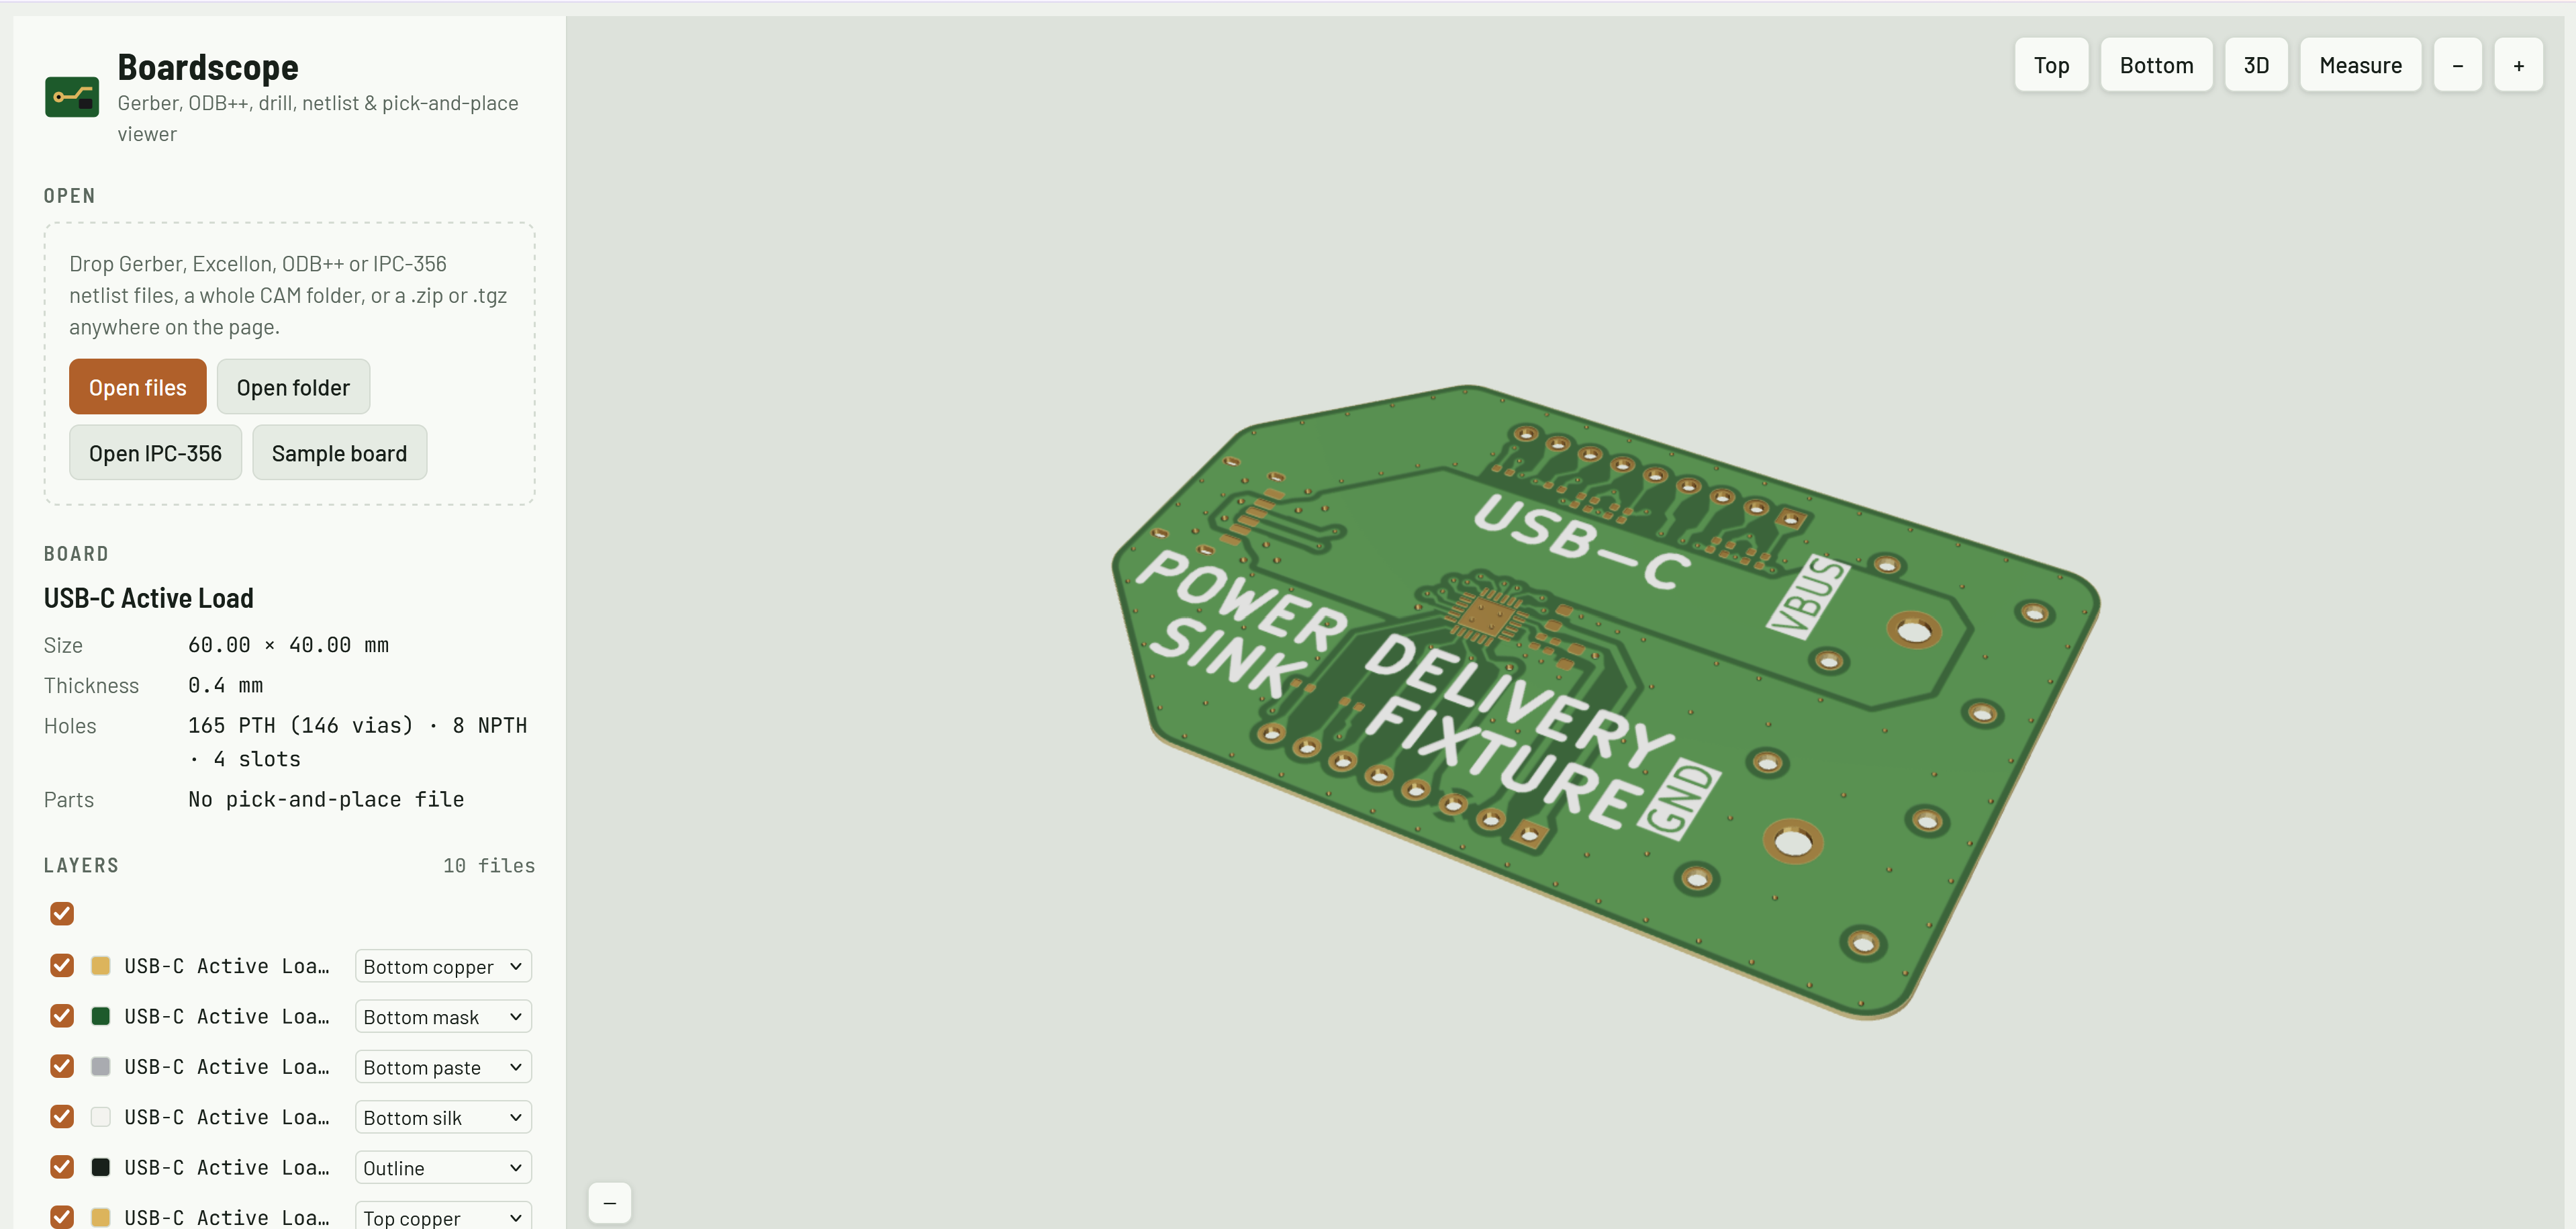 Boardscope
Gerber, ODB++, drill, netlist & pick-and-place
viewer
OPEN
Drop Gerber, Excellon, ODB++ or IPC-356
netlist files, a whole CAM folder, or a .zip or .tgz
anywhere on the page.
Open files
Open folder
Open IPC-356
Sample board
BOARD
USB-C Active Load
Size 60.00 × 40.00 mm
Thickness 0.4 mm
Holes 165 PTH (146 vias) · 8 NPTH
· 4 slots
Parts No pick-and-place file
LAYERS 10 files
USB-C Active Loa… Bottom copper
USB-C Active Loa… Bottom mask
USB-C Active Loa… Bottom paste
USB-C Active Loa… Bottom silk
USB-C Active Loa… Outline
USB-C Active Loa… Top copper
Top
Bottom
3D
Measure
−
+
USB-C
VBUS
POWER
SINK
DELIVERY
FIXTURE
GND
−